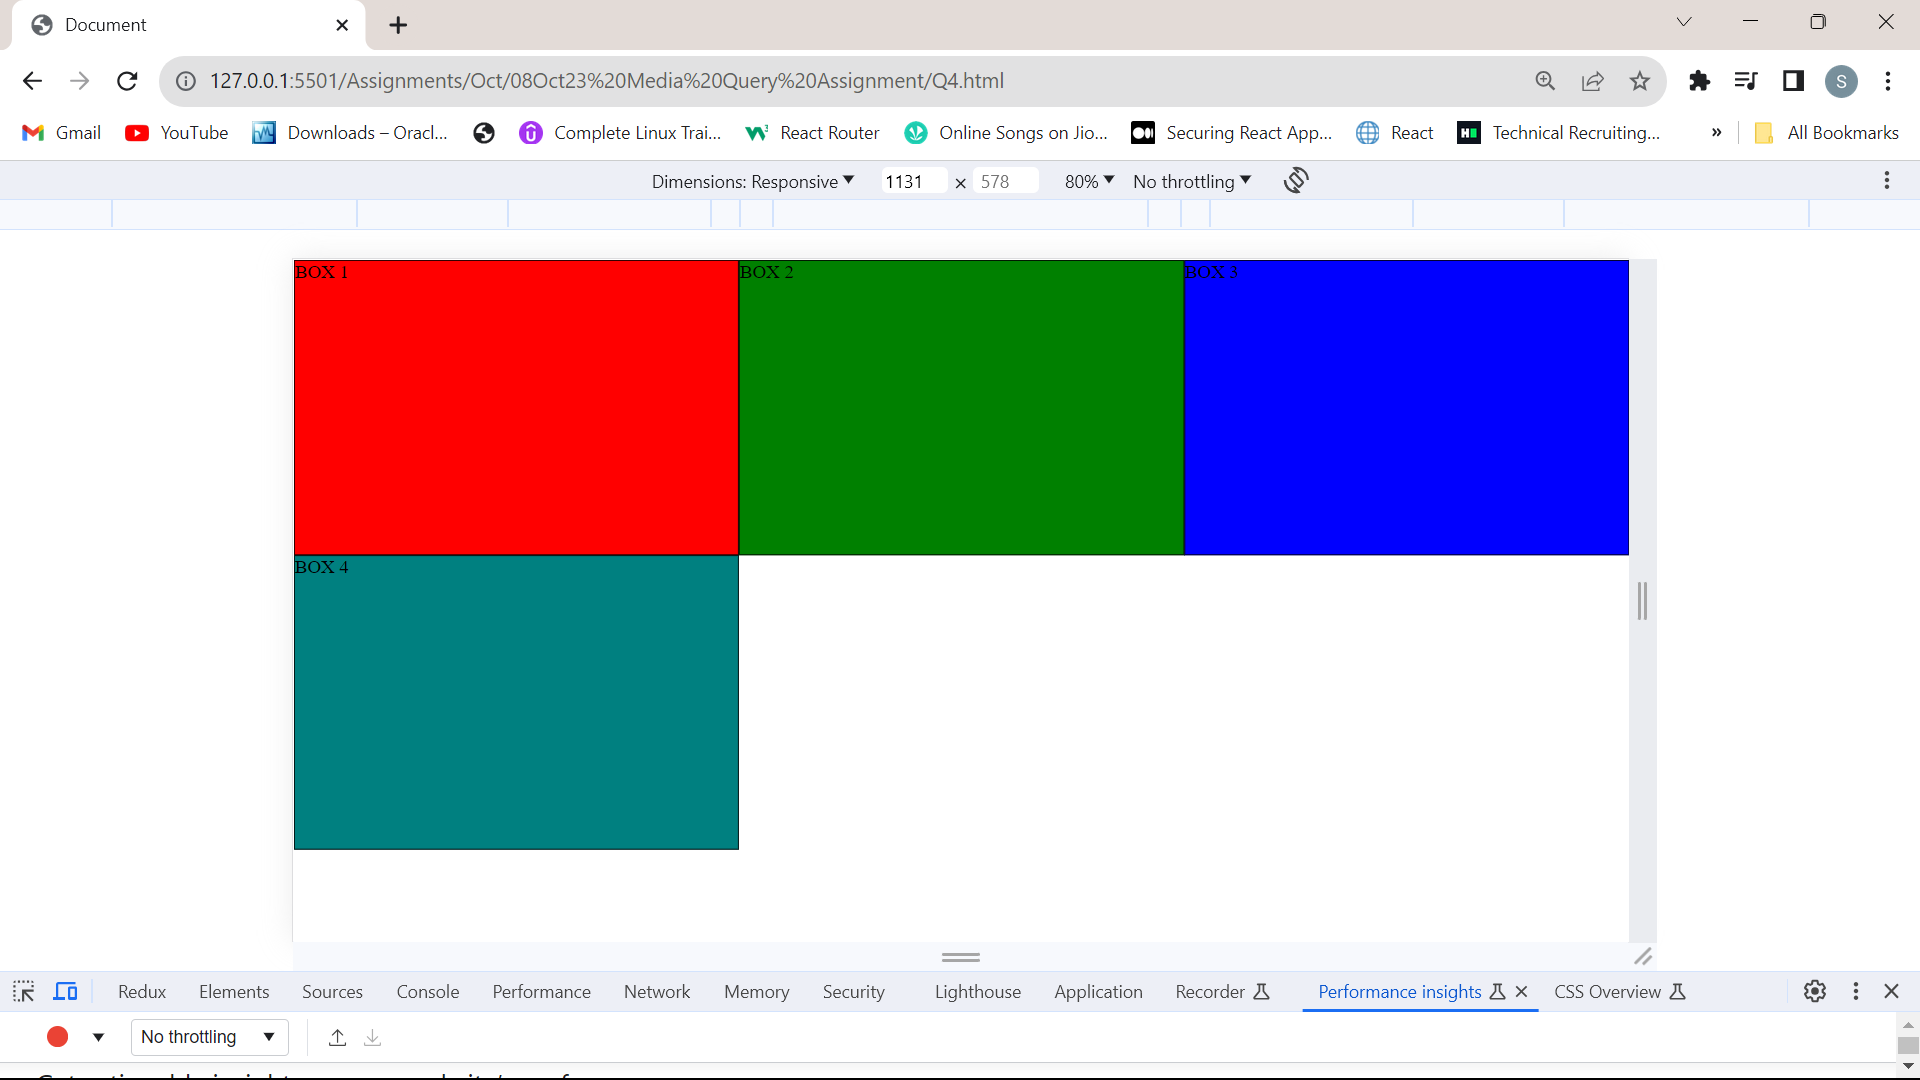 Document
127.0.0.1:5501/Assignments/Oct/08Oct23%20Media%20Query%20Assignment/Q4.html
S
Gmail YouTube Downloads – Oracl... Complete Linux Trai... React Router Online Songs on Jio... Securing React App... React Technical Recruiting... » All Bookmarks
Dimensions: Responsive 1131 × 578 80% No throttling
BOX 1 BOX 2 BOX 3
BOX 4
Redux Elements Sources Console Performance Network Memory Security Lighthouse Application Recorder Performance insights CSS Overview
No throttling